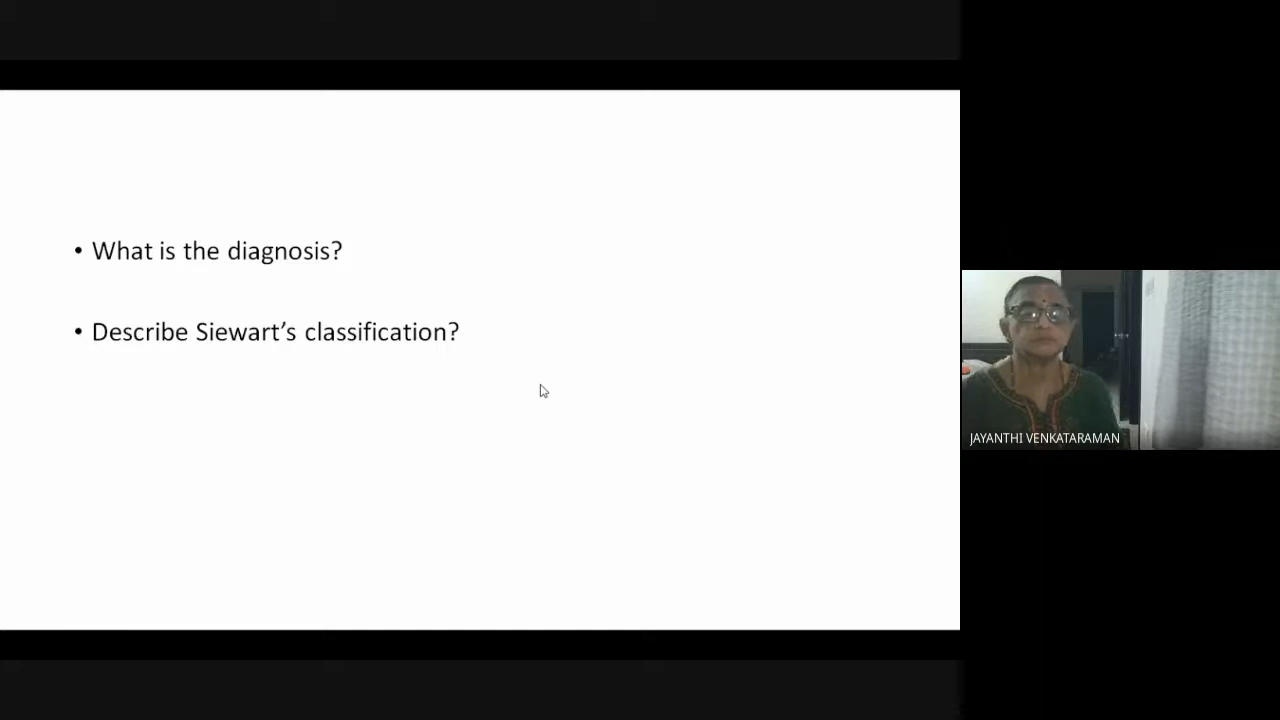 • What is the diagnosis?
• Describe Siewart’s classification?
JAYANTHI VENKATARAMAN